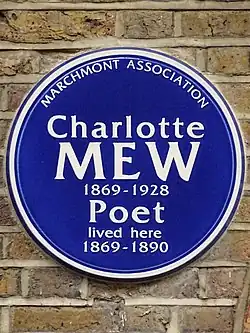 MARCHMONT ASSOCIATION
Charlotte
MEW
1869-1928
Poet
lived here
1869-1890